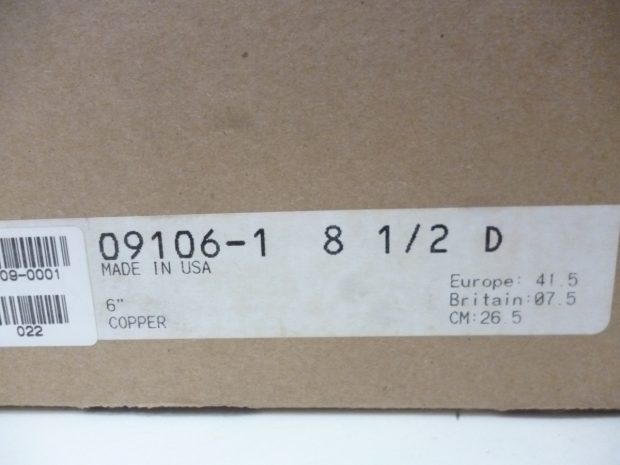 09106-1 8 1/2 D
MADE IN USA
6"
COPPER
Europe: 41.5
Britain:07.5
CM:26.5
09-0001
022